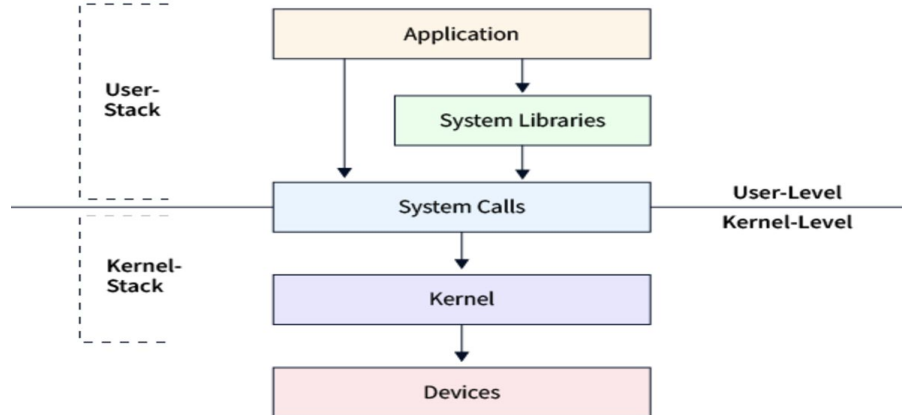 Application
User-
Stack
System Libraries
System Calls
User-Level
Kernel-Level
Kernel-
Stack
Kernel
Devices